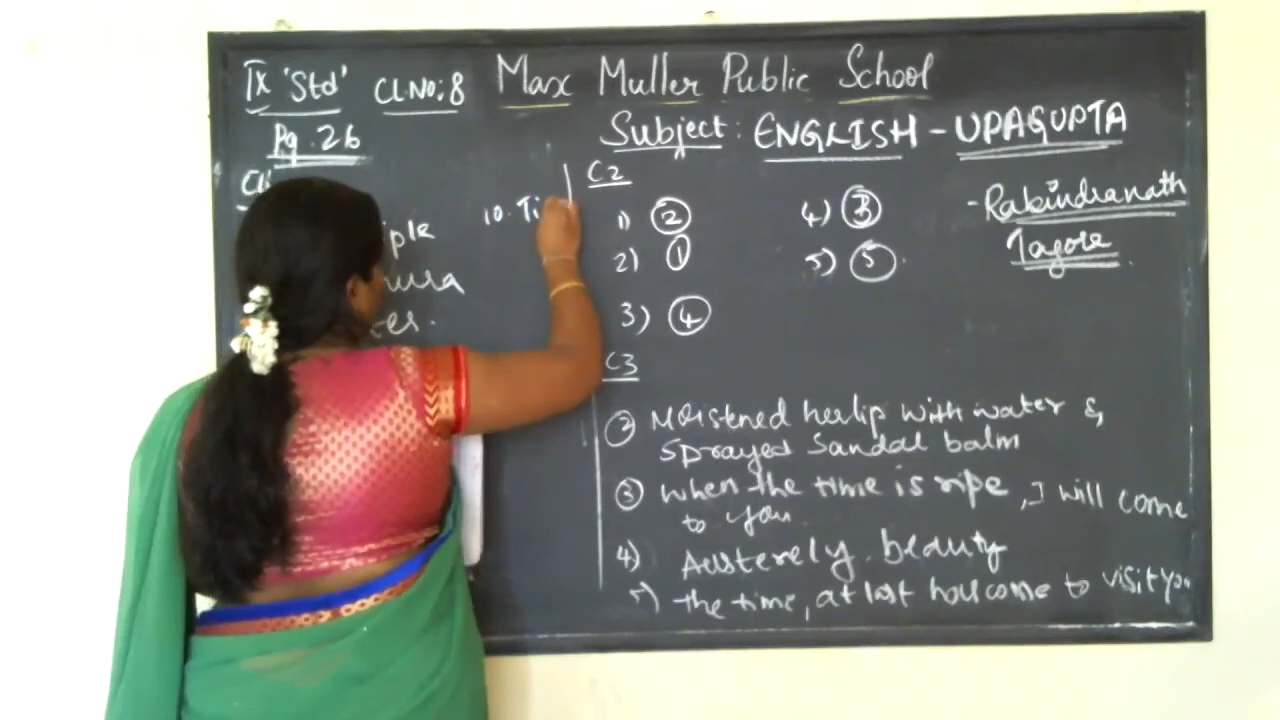 IX 'Std' Cl.No: 8 Max Muller Public School
Pg. 26
Subject: ENGLISH - UPAGUPTA
- Rabindranath
Tagore
10. Ti
C2
1) ②
2) ①
3) ④
4) ③
5) ⑤
C3
② Moistened her lip with water &
sprayed sandal balm
③ When the time is ripe, I will come
to you.
4) Austerely, beauty
5) the time, at last has come to visit you